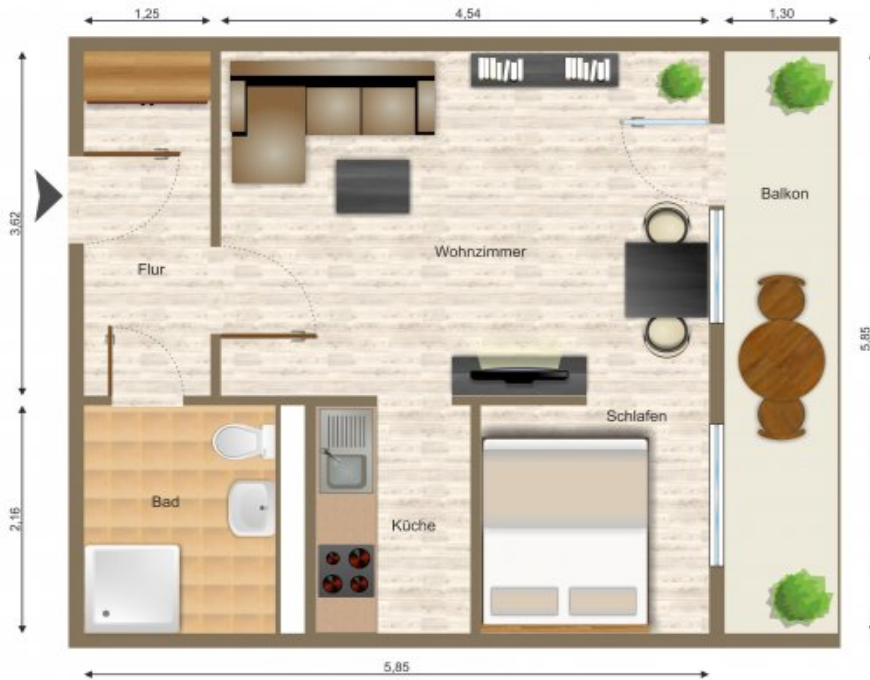 1,25
4,54
1,30
3,62
Balkon
Wohnzimmer
Flur
5,85
Schlafen
Bad
Küche
2,16
5,85